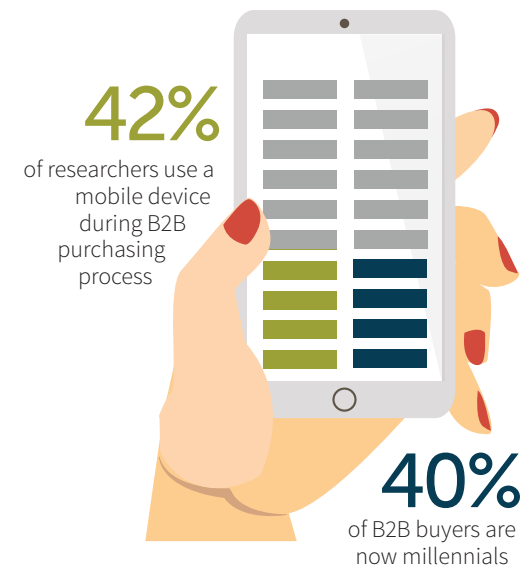 42%
of researchers use a
mobile device
during B2B
purchasing
process
40%
of B2B buyers are
now millennials